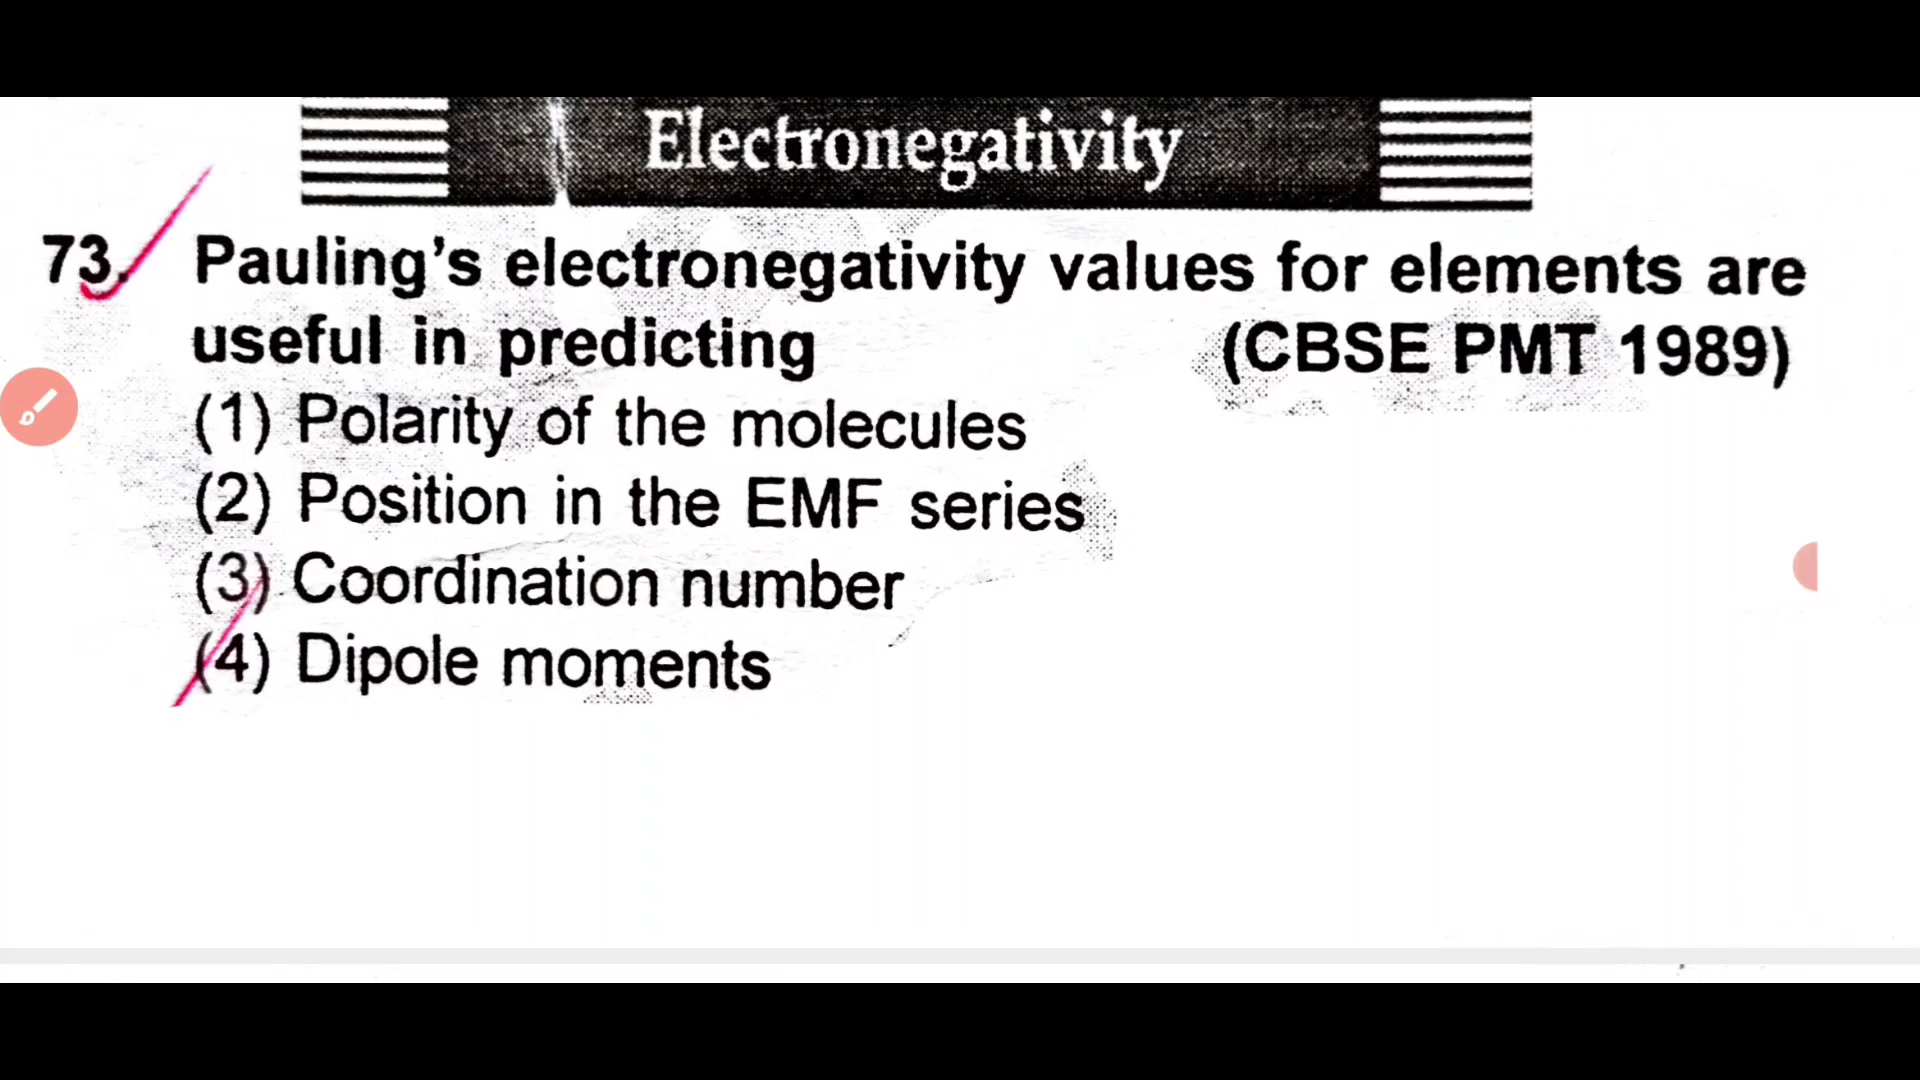 Electronegativity
73. Pauling's electronegativity values for elements are
useful in predicting (CBSE PMT 1989)
(1) Polarity of the molecules
(2) Position in the EMF series
(3) Coordination number
(4) Dipole moments